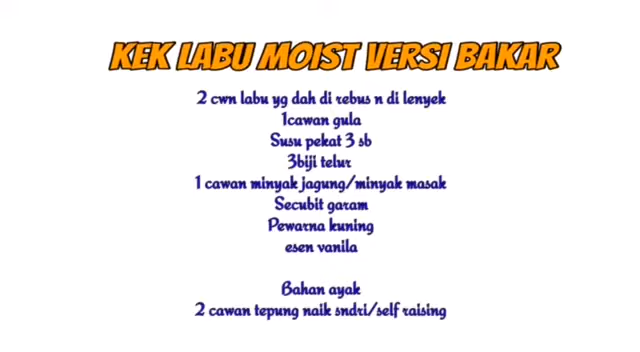 KEK LABU MOIST VERSI BAKAR
2 cwn labu yg dah di rebus n di lenyek
1cawan gula
Susu pekat 3 sb
3biji telur
1 cawan minyak jagung/minyak masak
Secubit garam
Pewarna kuning
esen vanila
Bahan ayak
2 cawan tepung naik sndri/self raising